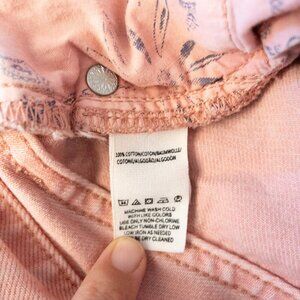 100% COTTON/COTON/BAUMWOLLE/
COTONE/ALGODÃO/ALGODÓN
MACHINE WASH COLD
WITH LIKE COLORS
USE ONLY NON-CHLORINE
BLEACH TUMBLE DRY LOW
LOW IRON AS NEEDED
BE DRY CLEANED